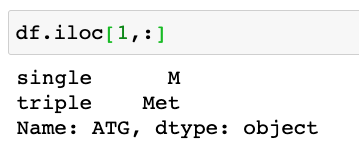 df.iloc[1,:]
single      M
triple    Met
Name: ATG, dtype: object